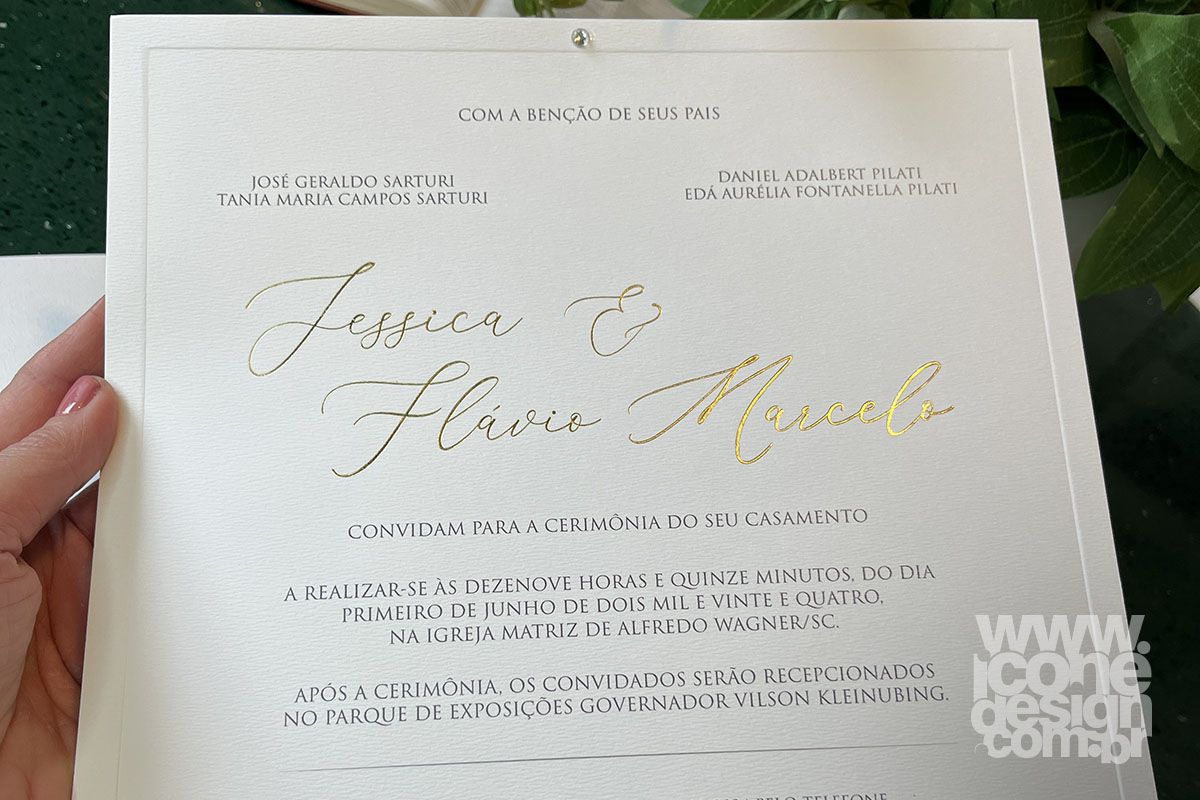 COM A BENÇÃO DE SEUS PAIS
JOSÉ GERALDO SARTURI
TANIA MARIA CAMPOS SARTURI
DANIEL ADALBERT PILATI
EDÁ AURÉLIA FONTANELLA PILATI
Jessica &
Flávio Marcelo
CONVIDAM PARA A CERIMÔNIA DO SEU CASAMENTO
A REALIZAR-SE ÀS DEZENOVE HORAS E QUINZE MINUTOS, DO DIA
PRIMEIRO DE JUNHO DE DOIS MIL E VINTE E QUATRO,
NA IGREJA MATRIZ DE ALFREDO WAGNER/SC.
APÓS A CERIMÔNIA, OS CONVIDADOS SERÃO RECEPCIONADOS
NO PARQUE DE EXPOSIÇÕES GOVERNADOR VILSON KLEINUBING.
PELO TELEFONE
www.
icone
design
.com.br